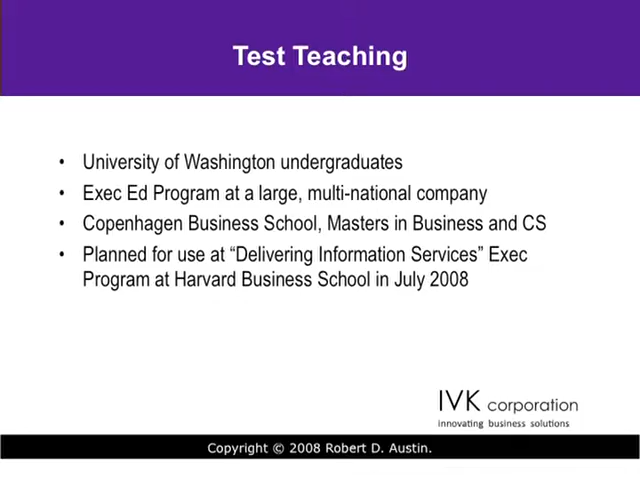 Test Teaching
• University of Washington undergraduates
• Exec Ed Program at a large, multi-national company
• Copenhagen Business School, Masters in Business and CS
• Planned for use at “Delivering Information Services” Exec
Program at Harvard Business School in July 2008
IVK corporation
innovating business solutions
Copyright © 2008 Robert D. Austin.